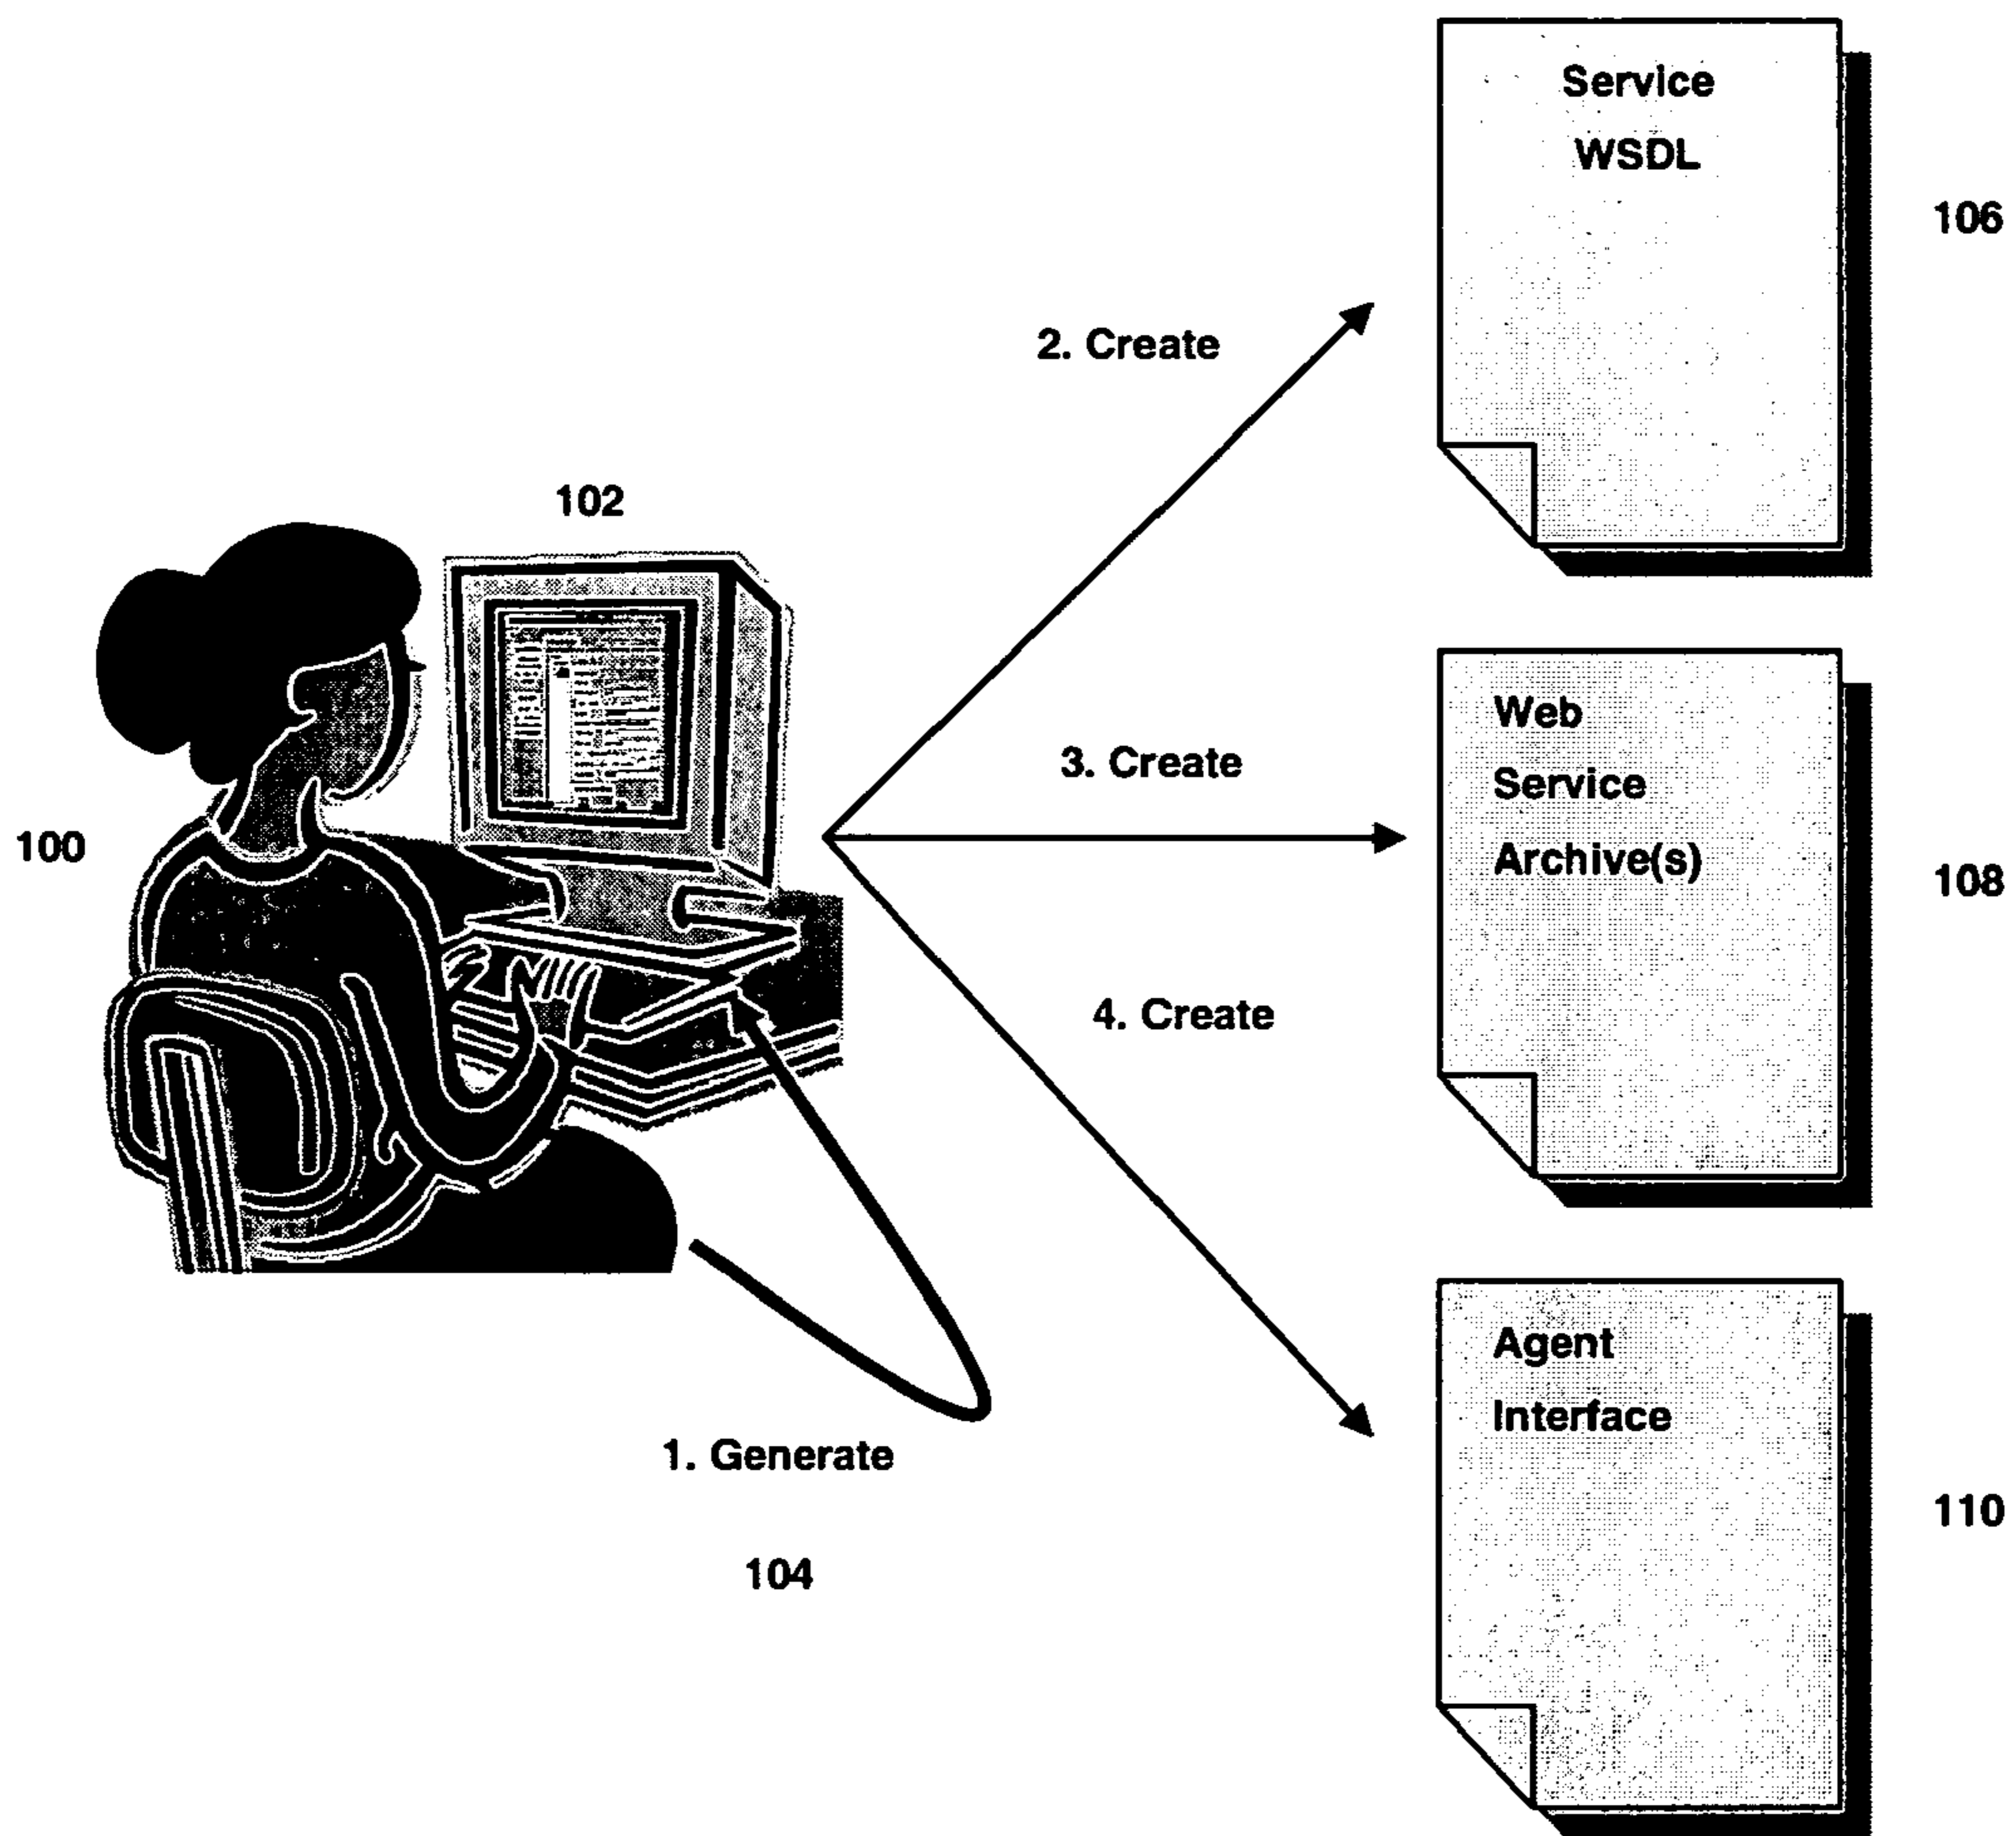 Service
WSDL
106
2. Create
102
Web
Service
Archive(s)
3. Create
100
108
4. Create
Agent
Interface
1. Generate
110
104